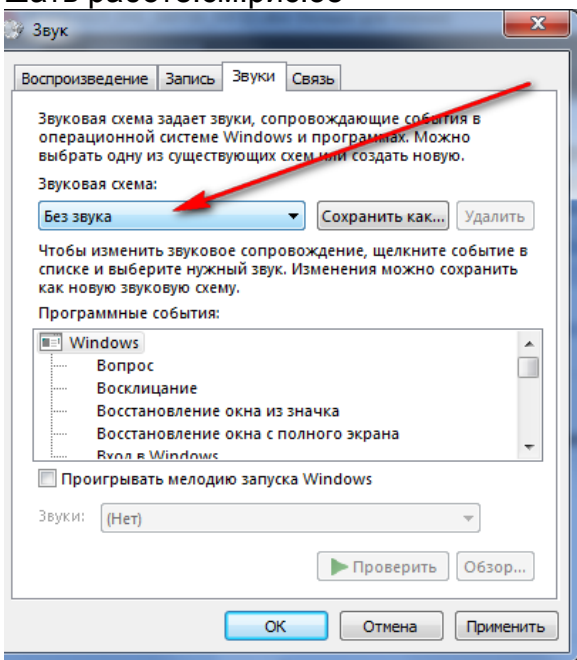 Звук
Воспроизведение Запись Звуки Связь
Звуковая схема задает звуки, сопровождающие события в
операционной системе Windows и программах. Можно
выбрать одну из существующих схем или создать новую.
Звуковая схема:
Без звука Сохранить как... Удалить
Чтобы изменить звуковое сопровождение, щелкните событие в
списке и выберите нужный звук. Изменения можно сохранить
как новую звуковую схему.
Программные события:
Windows
Вопрос
Восклицание
Восстановление окна из значка
Восстановление окна с полного экрана
Вход в Windows
Проигрывать мелодию запуска Windows
Звуки: (Нет)
Проверить Обзор...
ОК Отмена Применить